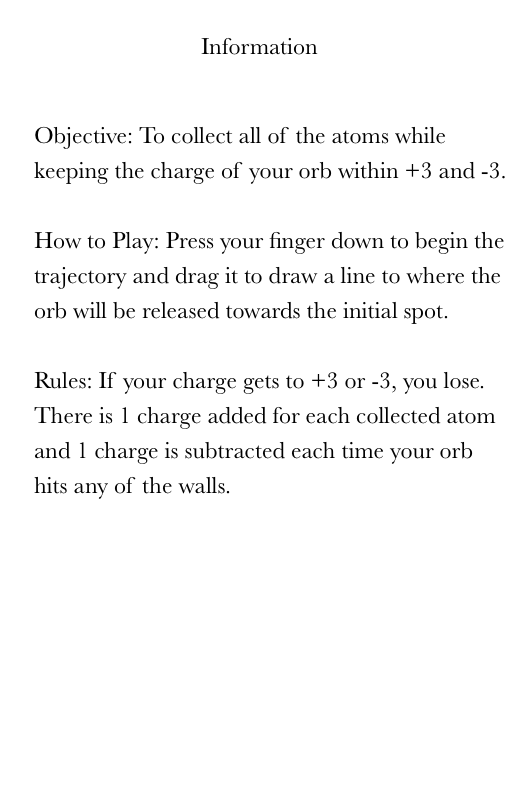 Information
Objective: To collect all of the atoms while
keeping the charge of your orb within +3 and -3.
How to Play: Press your finger down to begin the
trajectory and drag it to draw a line to where the
orb will be released towards the initial spot.
Rules: If your charge gets to +3 or -3, you lose.
There is 1 charge added for each collected atom
and 1 charge is subtracted each time your orb
hits any of the walls.